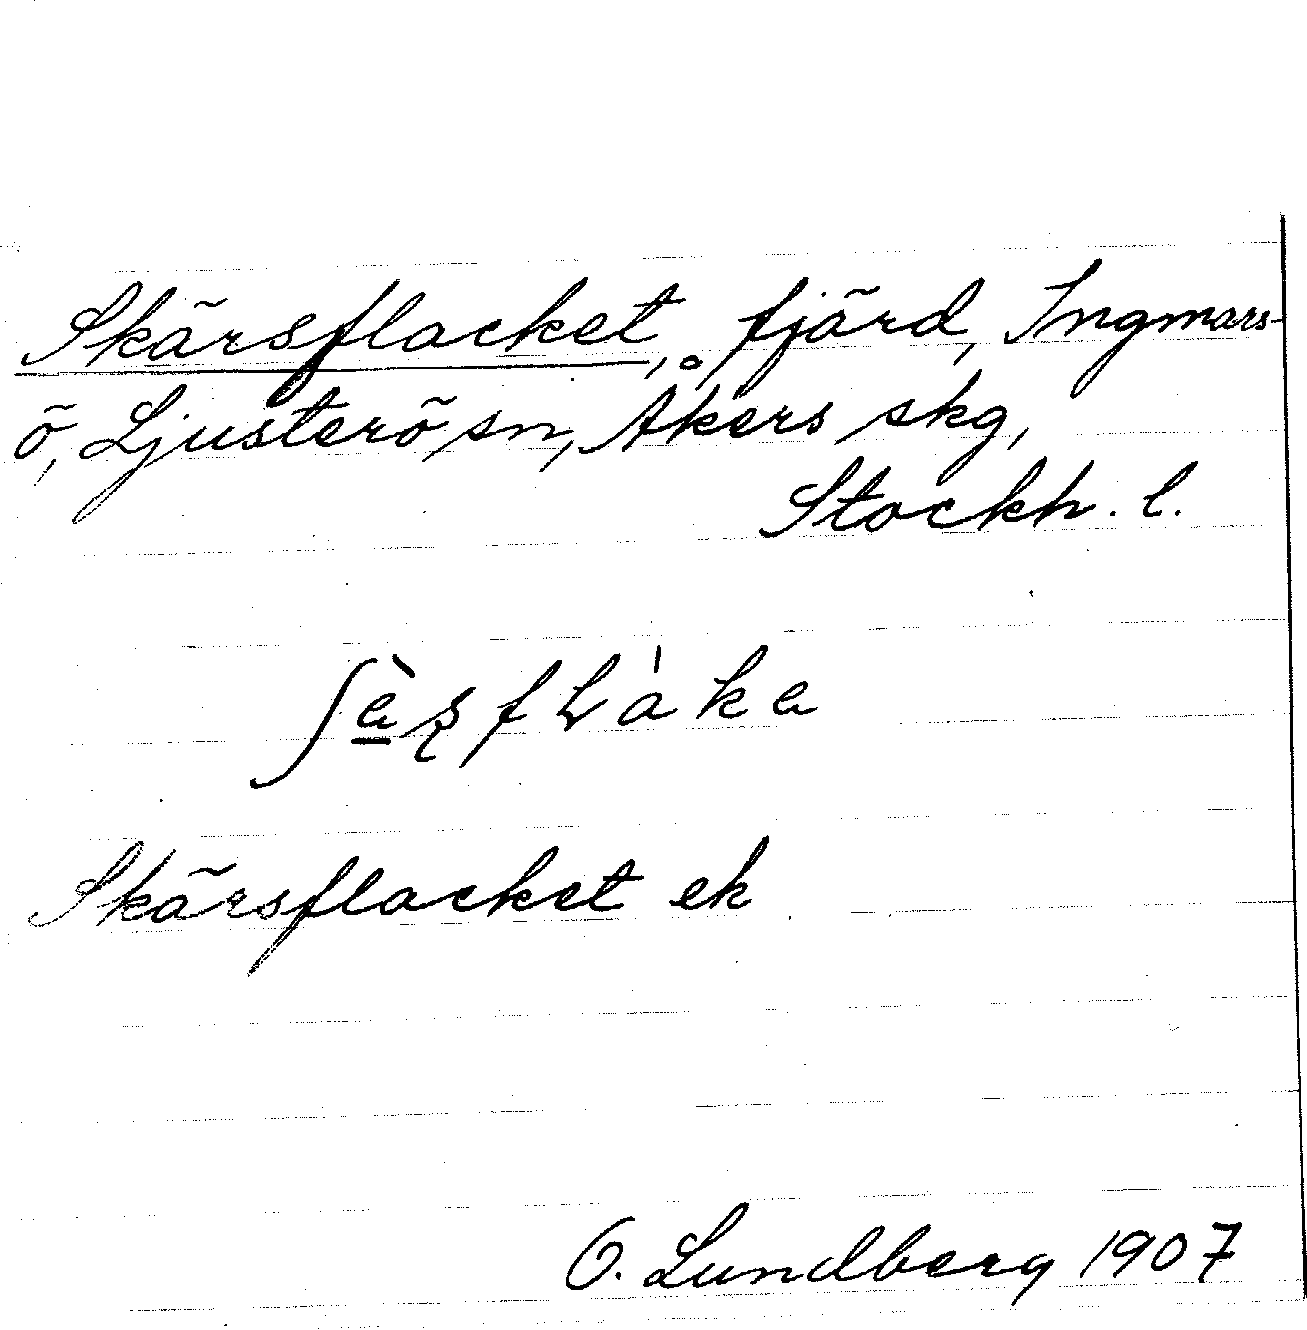 Skärsflacket, fjärd, Ingmars-
ö, Ljusterö sn, Åkers skg,
Stockh. l.
Skärsflacket ek
O. Lundberg 1907